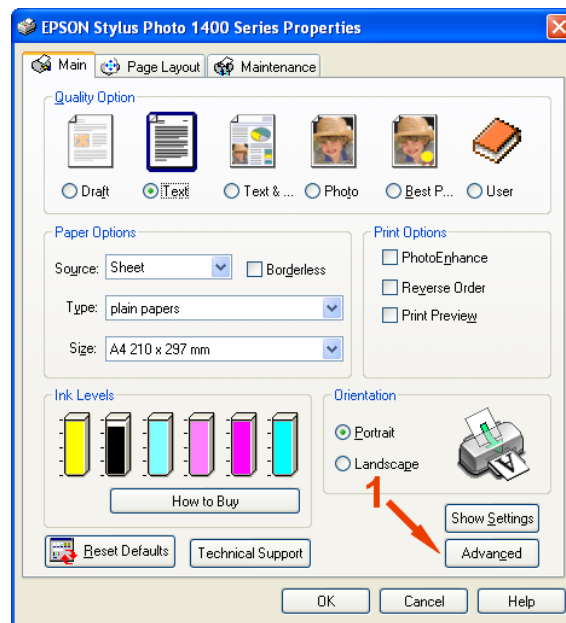 EPSON Stylus Photo 1400 Series Properties
Main Page Layout Maintenance
Quality Option
Draft Text Text & ... Photo Best P... User
Paper Options
Source: Sheet Borderless
Type: plain papers
Size: A4 210 x 297 mm
Print Options
PhotoEnhance
Reverse Order
Print Preview
Ink Levels
How to Buy
Orientation
Portrait
Landscape
1
Show Settings
Reset Defaults Technical Support Advanced
OK Cancel Help